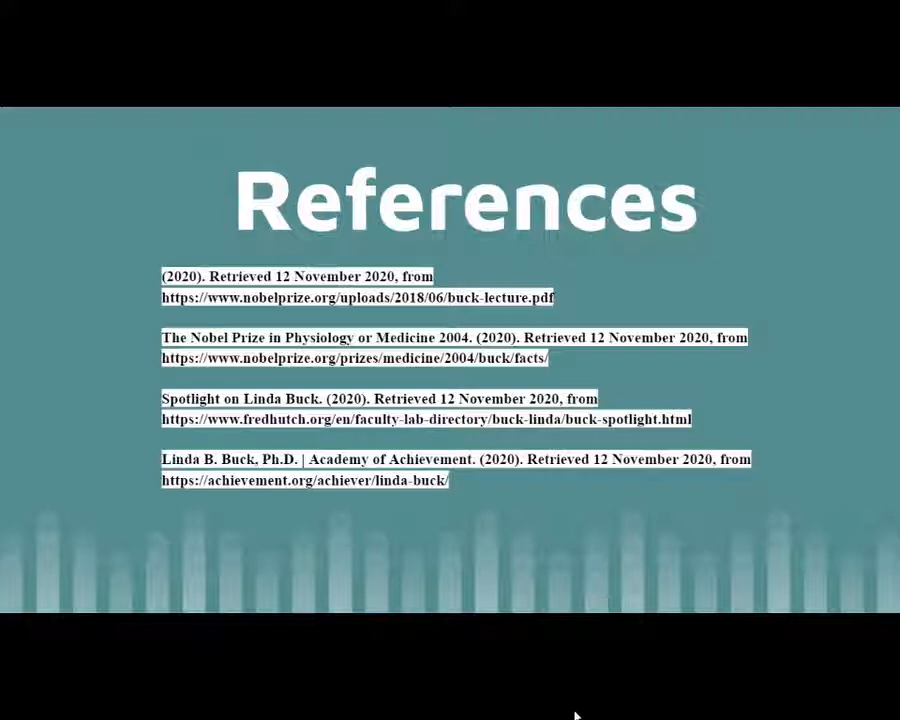 References
(2020). Retrieved 12 November 2020, from
https://www.nobelprize.org/uploads/2018/06/buck-lecture.pdf
The Nobel Prize in Physiology or Medicine 2004. (2020). Retrieved 12 November 2020, from
https://www.nobelprize.org/prizes/medicine/2004/buck/facts/
Spotlight on Linda Buck. (2020). Retrieved 12 November 2020, from
https://www.fredhutch.org/en/faculty-lab-directory/buck-linda/buck-spotlight.html
Linda B. Buck, Ph.D. | Academy of Achievement. (2020). Retrieved 12 November 2020, from
https://achievement.org/achiever/linda-buck/